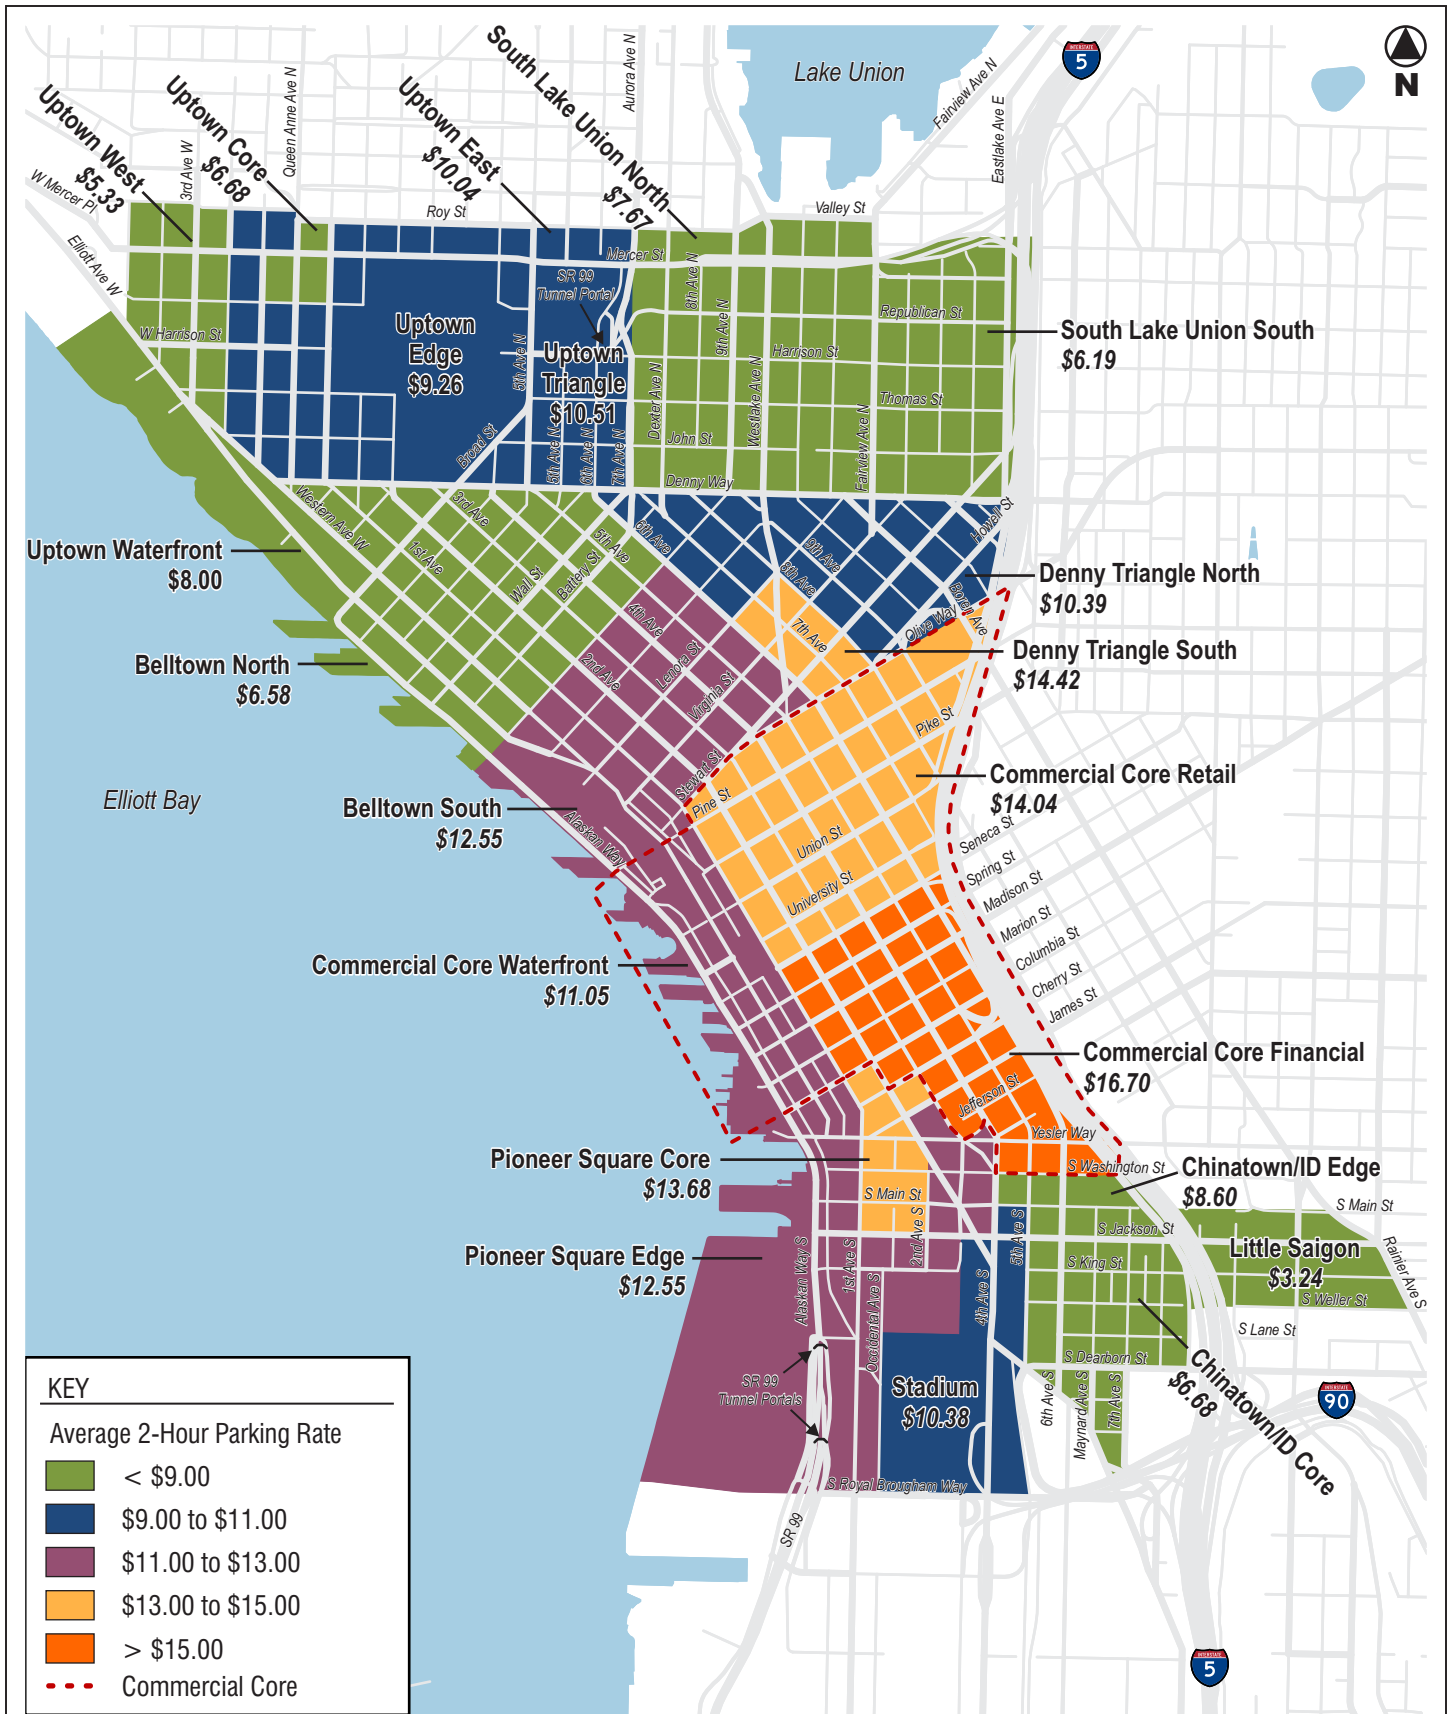 South Lake Union North
$7.67
Uptown East
$10.04
Uptown Core
$6.68
Uptown West
$5.33
Queen Anne Ave N
Aurora Ave N
Lake Union
Fairview Ave N
Eastlake Ave E
INTERSTATE
5
N
3rd Ave W
W Mercer Pl
Elliott Ave W
Roy St
Valley St
Mercer St
SR 99
Tunnel Portal
8th Ave N
9th Ave N
Republican St
W Harrison St
Uptown
Edge
$9.26
5th Ave N
Uptown
Triangle
$10.51
Harrison St
South Lake Union South
$6.19
Dexter Ave N
Westlake Ave N
Thomas St
Fairview Ave N
Broad St
5th Ave N
6th Ave N
7th Ave N
John St
Denny Way
Western Ave W
3rd Ave
1st Ave
Wall St
Battery St
5th Ave
6th Ave
9th Ave
8th Ave
Howell St
Uptown Waterfront
$8.00
Denny Triangle North
$10.39
Boren Ave
Olive Way
7th Ave
4th Ave
2nd Ave
Lenora St
Virginia St
Denny Triangle South
$14.42
Belltown North
$6.58
Pike St
Stewart St
Pine St
Commercial Core Retail
$14.04
Elliott Bay
Belltown South
$12.55
Alaskan Way
Union St
University St
Seneca St
Spring St
Madison St
Marion St
Columbia St
Cherry St
James St
Commercial Core Waterfront
$11.05
Commercial Core Financial
$16.70
Jefferson St
Yesler Way
Pioneer Square Core
$13.68
S Washington St
Chinatown/ID Edge
$8.60
S Main St
S Main St
2nd Ave S
5th Ave S
S Jackson St
Rainier Ave S
Little Saigon
$3.24
Pioneer Square Edge
$12.55
Alaskan Way S
1st Ave S
Occidental Ave S
4th Ave S
S King St
S Weller St
S Lane St
S Dearborn St
Chinatown/ID Core
$6.68
SR 99
Tunnel Portals
Stadium
$10.38
6th Ave S
Maynard Ave S
7th Ave S
INTERSTATE
90
S Royal Brougham Way
SR 99
INTERSTATE
5
KEY
Average 2-Hour Parking Rate
< $9.00
$9.00 to $11.00
$11.00 to $13.00
$13.00 to $15.00
> $15.00
Commercial Core